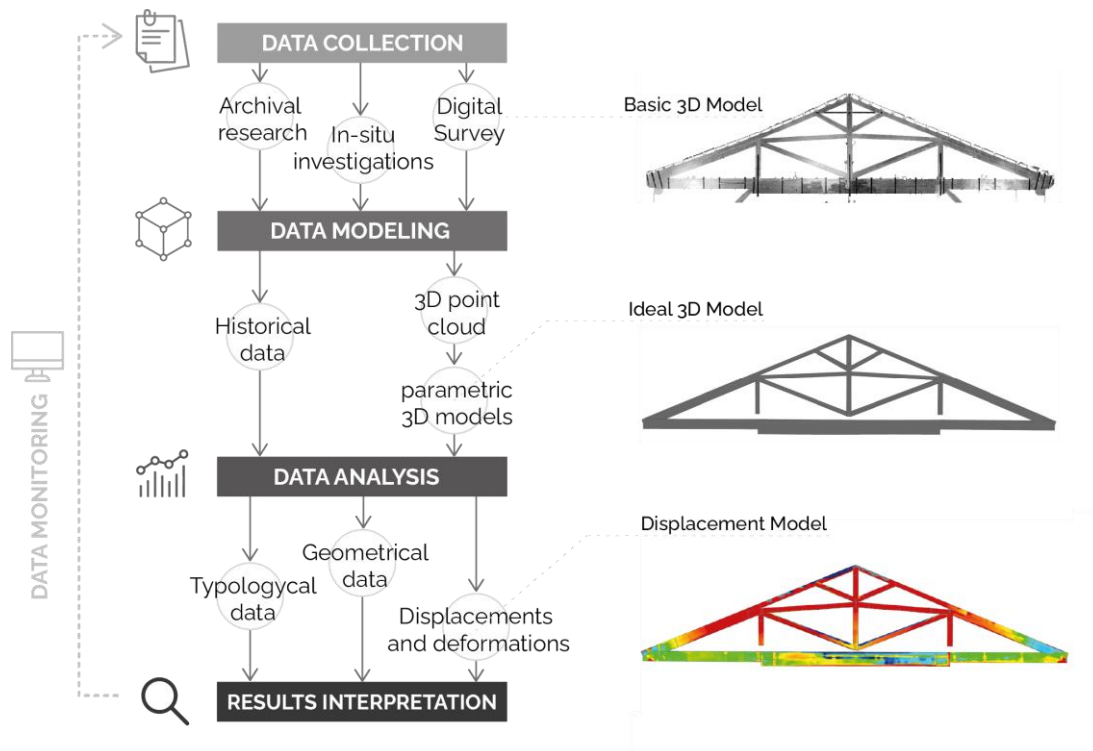 DATA COLLECTION
Archival
research
In-situ
investigations
Digital
Survey
Basic 3D Model
DATA MODELING
Historical
data
3D point
cloud
parametric
3D models
Ideal 3D Model
DATA MONITORING
DATA ANALYSIS
Typologycal
data
Geometrical
data
Displacements
and deformations
Displacement Model
RESULTS INTERPRETATION